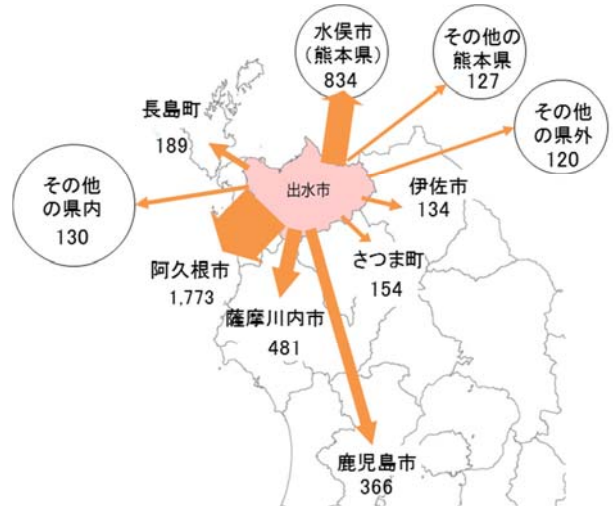 水俣市
(熊本県)
834
その他の
熊本県
127
その他
の県外
120
長島町
189
その他
の県内
130
出水市
伊佐市
134
さつま町
154
阿久根市
1,773
薩摩川内市
481
鹿児島市
366